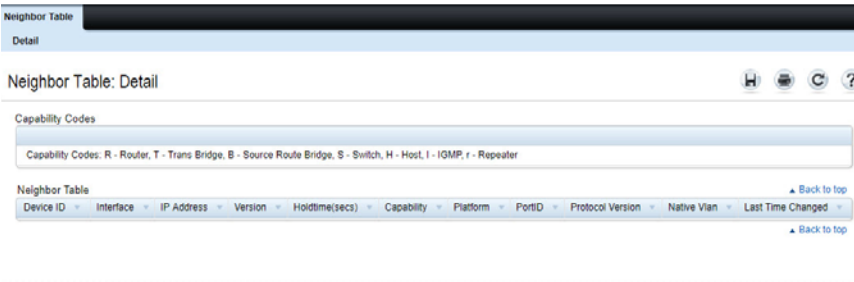 Neighbor Table
Detail
Neighbor Table: Detail
Capability Codes
Capability Codes: R - Router, T - Trans Bridge, B - Source Route Bridge, S - Switch, H - Host, I - IGMP, r - Repeater
Neighbor Table
Back to top
Device ID Interface IP Address Version Holdtime(secs) Capability Platform PortID Protocol Version Native Vlan Last Time Changed
Back to top